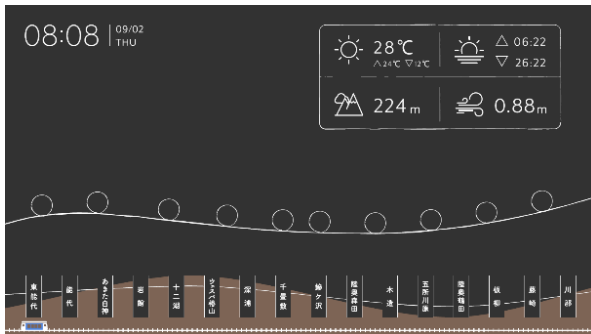 08:08
09/02
THU
28℃
△24℃ ▽12℃
△ 06:22
▽ 26:22
224m
0.88m
東能代
能代
あきた白神
岩館
十二湖
ウェスパ椿山
深浦
千畳敷
鰺ケ沢
陸奥森田
木造
五所川原
陸奥鶴田
板柳
藤崎
川部